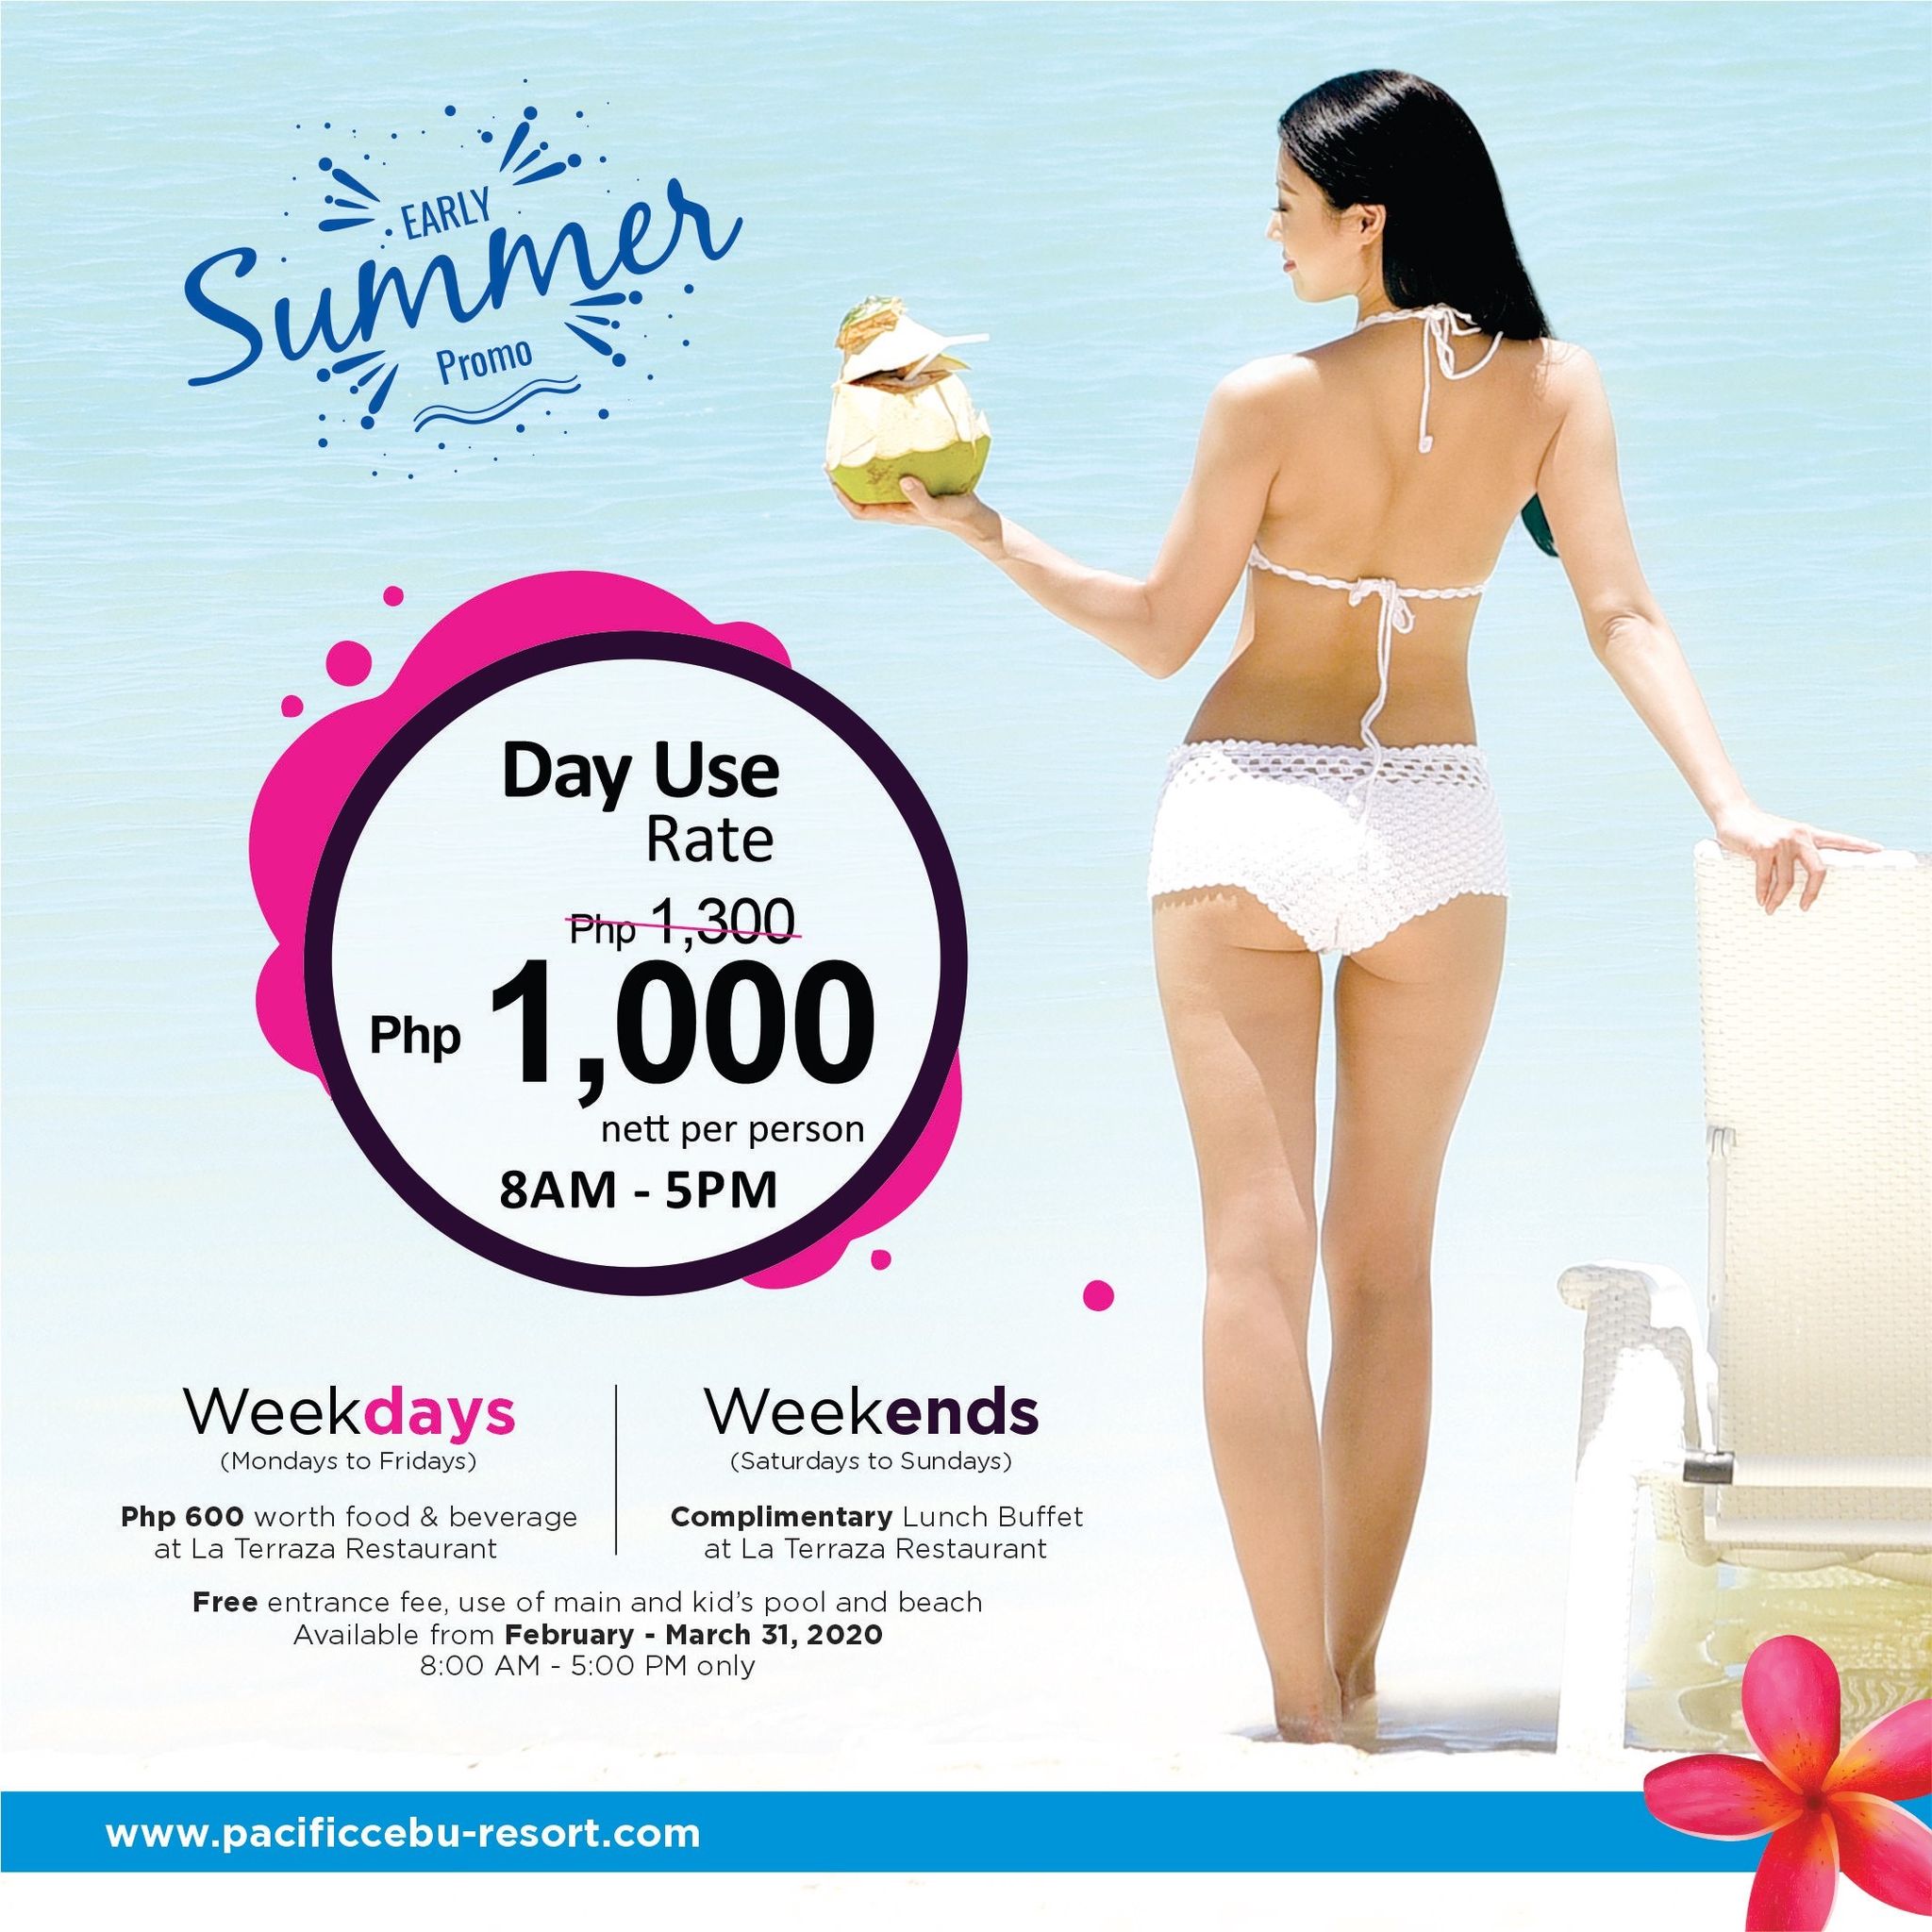 EARLY
Summer
Promo
Day Use
Rate
Php 1,300
Php 1,000
nett per person
8AM - 5PM
Weekdays
(Mondays to Fridays)
Php 600 worth food & beverage
at La Terraza Restaurant
Weekends
(Saturdays to Sundays)
Complimentary Lunch Buffet
at La Terraza Restaurant
Free entrance fee, use of main and kid's pool and beach
Available from February - March 31, 2020
8:00 AM - 5:00 PM only
www.pacificcebu-resort.com